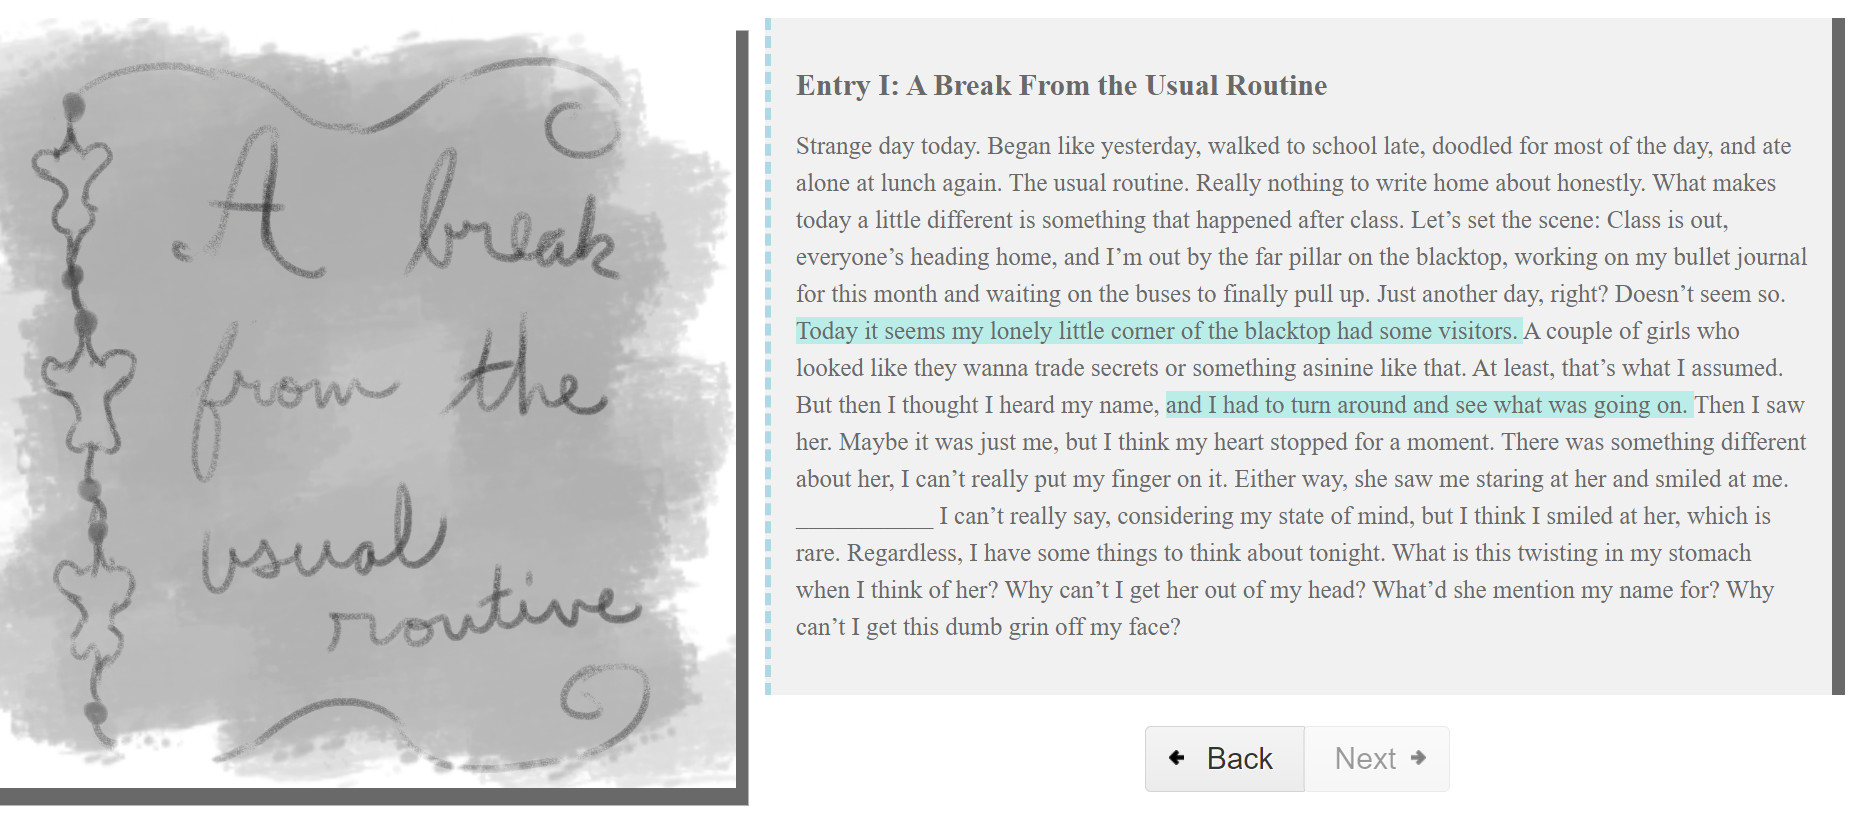 A break
from the
usual
routine
Entry I: A Break From the Usual Routine
Strange day today. Began like yesterday, walked to school late, doodled for most of the day, and ate
alone at lunch again. The usual routine. Really nothing to write home about honestly. What makes
today a little different is something that happened after class. Let’s set the scene: Class is out,
everyone’s heading home, and I’m out by the far pillar on the blacktop, working on my bullet journal
for this month and waiting on the buses to finally pull up. Just another day, right? Doesn’t seem so.
Today it seems my lonely little corner of the blacktop had some visitors. A couple of girls who
looked like they wanna trade secrets or something asinine like that. At least, that’s what I assumed.
But then I thought I heard my name, and I had to turn around and see what was going on. Then I saw
her. Maybe it was just me, but I think my heart stopped for a moment. There was something different
about her, I can’t really put my finger on it. Either way, she saw me staring at her and smiled at me.
___________ I can’t really say, considering my state of mind, but I think I smiled at her, which is
rare. Regardless, I have some things to think about tonight. What is this twisting in my stomach
when I think of her? Why can’t I get her out of my head? What’d she mention my name for? Why
can’t I get this dumb grin off my face?
Back
Next